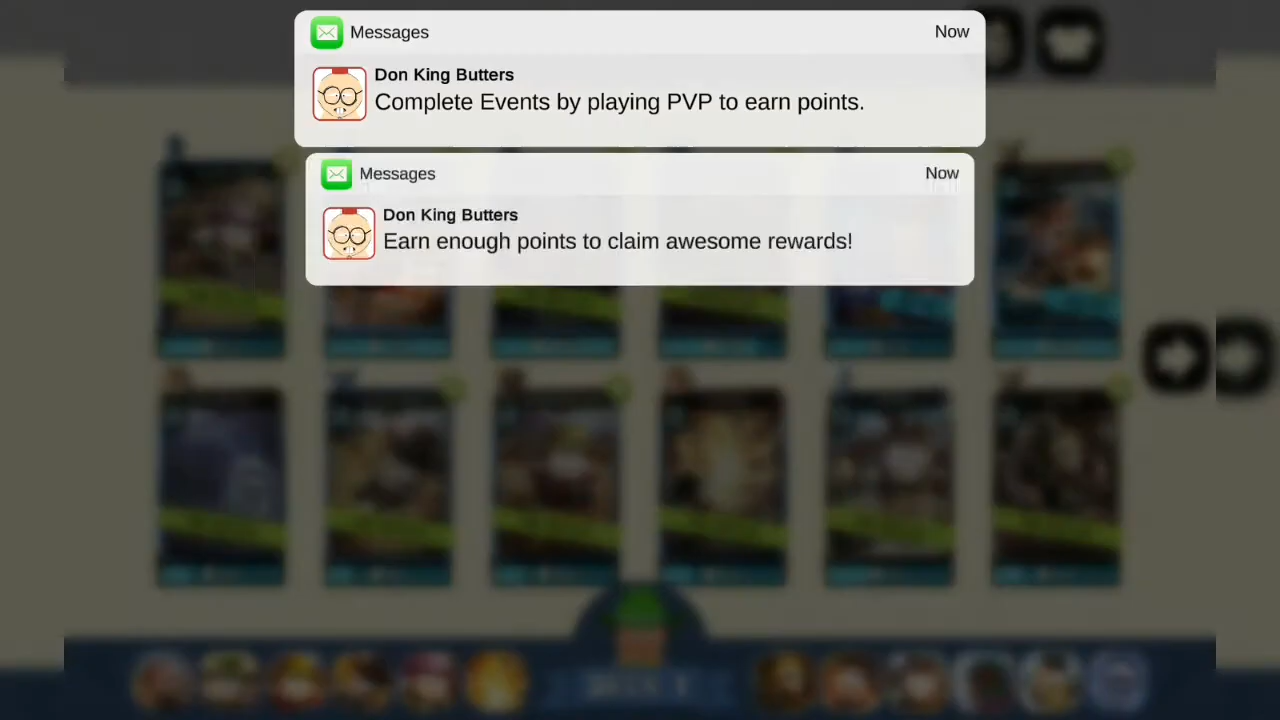 Messages
Now
Don King Butters
Complete Events by playing PVP to earn points.
Messages
Now
Don King Butters
Earn enough points to claim awesome rewards!